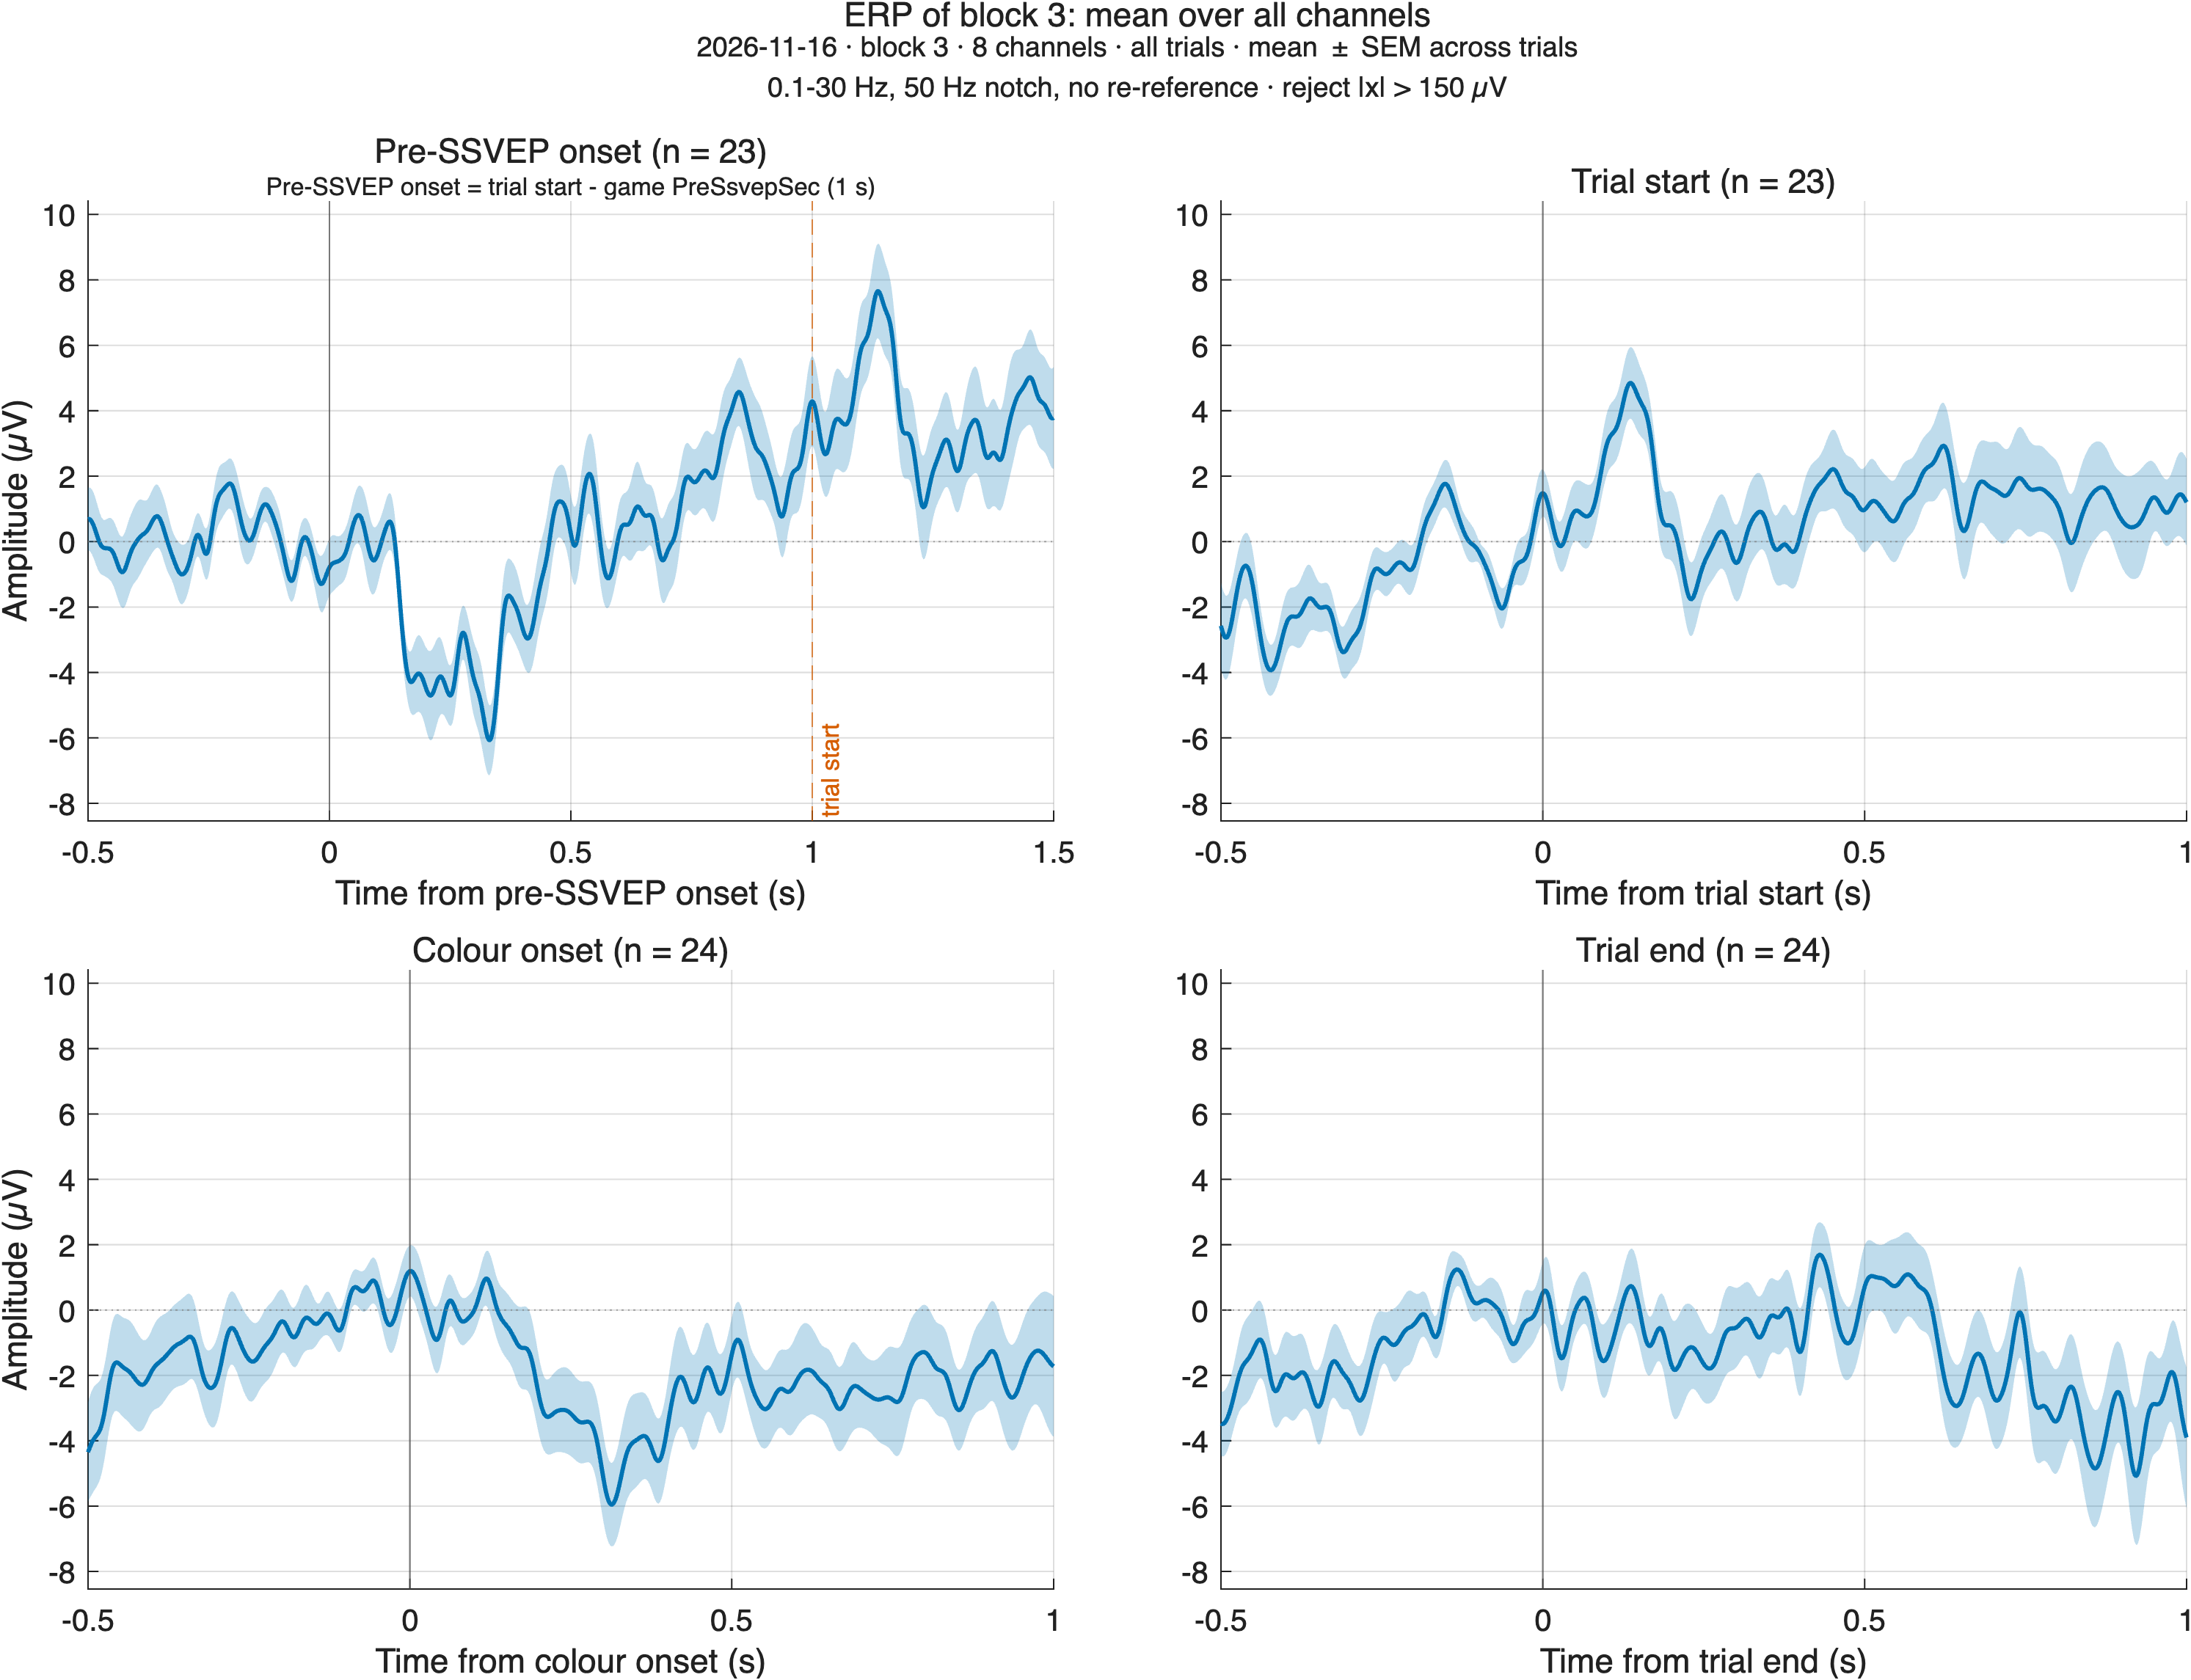 ERP of block 3: mean over all channels
2026-11-16 · block 3 · 8 channels · all trials · mean ± SEM across trials
0.1-30 Hz, 50 Hz notch, no re-reference · reject |x| > 150 µV
Pre-SSVEP onset (n = 23)
Pre-SSVEP onset = trial start - game PreSsvepSec (1 s)
10
8
6
4
2
0
-2
-4
-6
-8
Amplitude (µV)
trial start
-0.5 0 0.5 1 1.5
Time from pre-SSVEP onset (s)
Trial start (n = 23)
10
8
6
4
2
0
-2
-4
-6
-8
-0.5 0 0.5 1
Time from trial start (s)
Colour onset (n = 24)
10
8
6
4
2
0
-2
-4
-6
-8
Amplitude (µV)
-0.5 0 0.5 1
Time from colour onset (s)
Trial end (n = 24)
10
8
6
4
2
0
-2
-4
-6
-8
-0.5 0 0.5 1
Time from trial end (s)